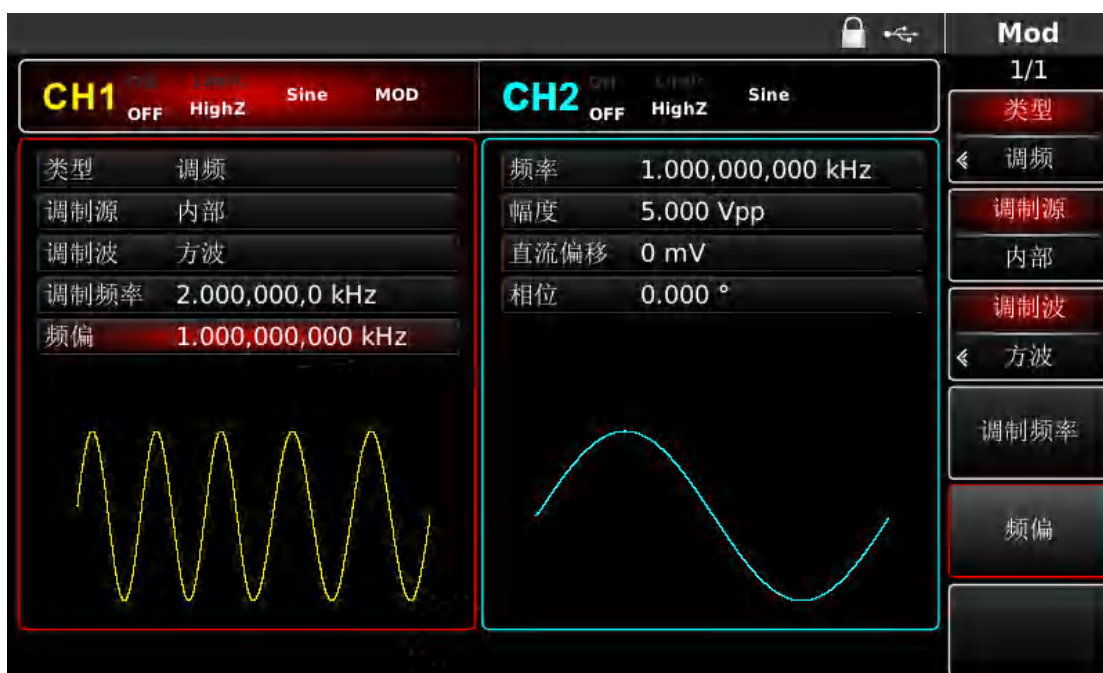 Mod
1/1
CH1 OFF HighZ Sine MOD
CH2 OFF HighZ Sine
类型 调频
调制源 内部
调制波 方波
调制频率 2.000,000,0 kHz
频偏 1.000,000,000 kHz
频率 1.000,000,000 kHz
幅度 5.000 Vpp
直流偏移 0 mV
相位 0.000 °
类型
调频
调制源
内部
调制波
方波
调制频率
频偏